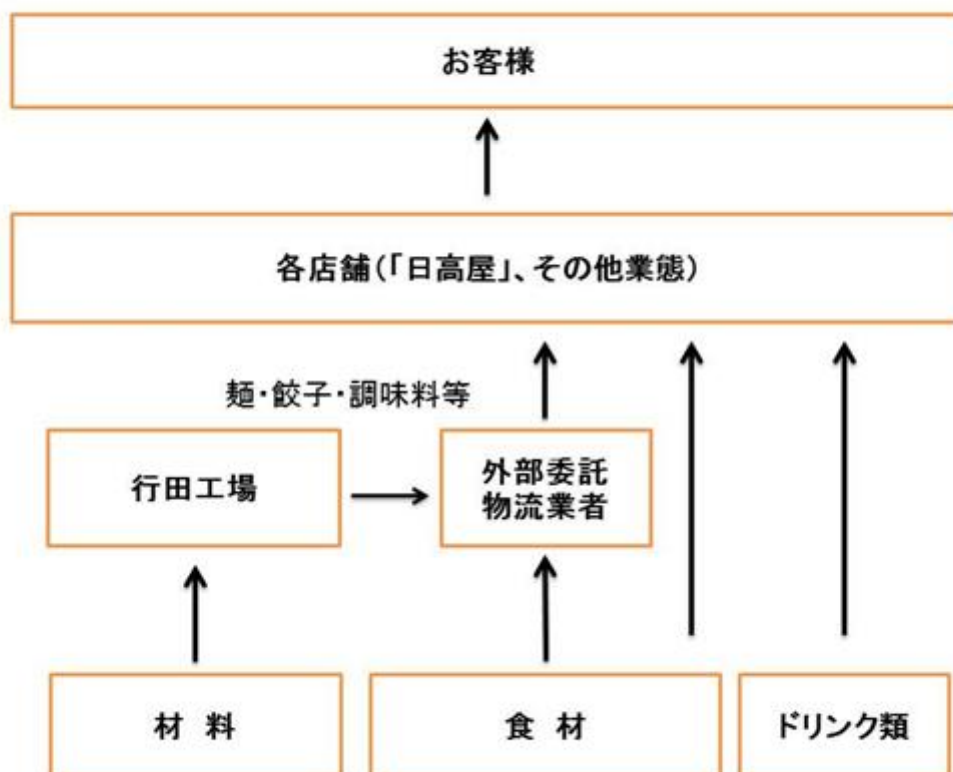 お客様
各店舗(「日高屋」、その他業態)
麺・餃子・調味料等
行田工場
外部委託
物流業者
材 料
食 材
ドリンク類